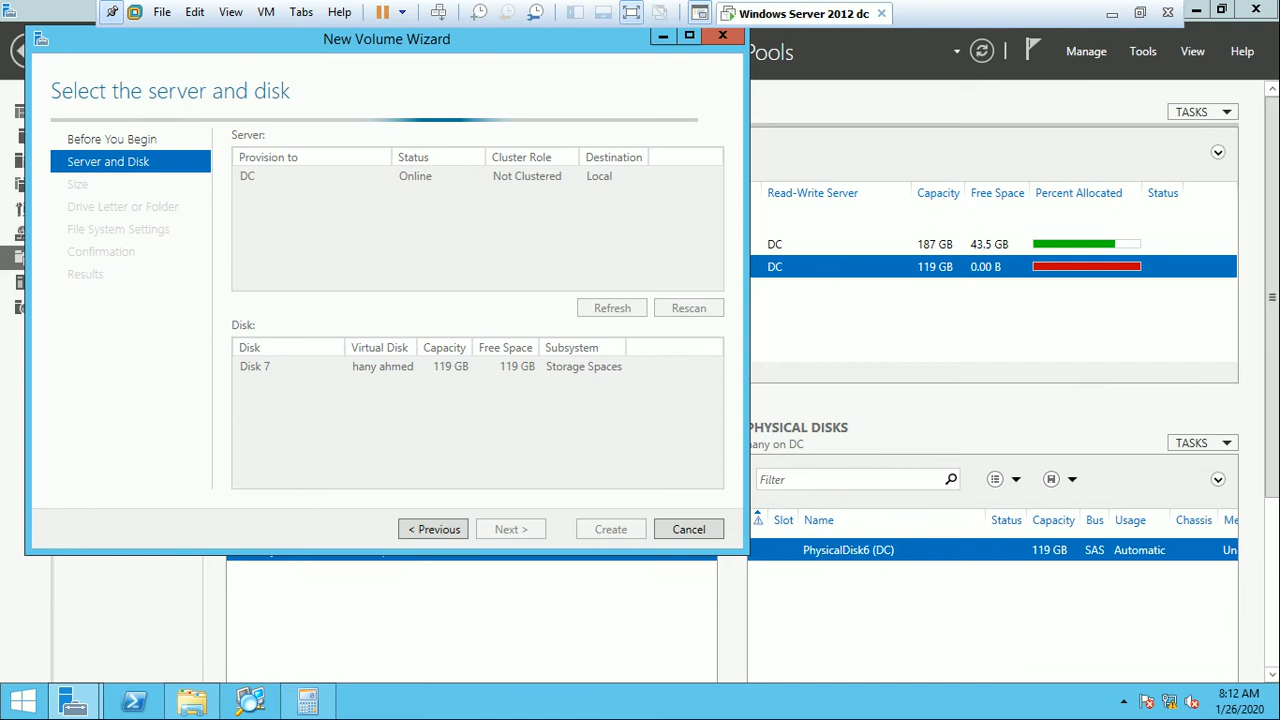 File Edit View VM Tabs Help
Windows Server 2012 dc
New Volume Wizard
Pools
Manage Tools View Help
Select the server and disk
TASKS
Before You Begin
Server and Disk
Size
Drive Letter or Folder
File System Settings
Confirmation
Results
Server:
Provision to Status Cluster Role Destination
DC Online Not Clustered Local
Refresh Rescan
Disk:
Disk Virtual Disk Capacity Free Space Subsystem
Disk 7 hany ahmed 119 GB 119 GB Storage Spaces
< Previous Next > Create Cancel
Read-Write Server Capacity Free Space Percent Allocated Status
DC 187 GB 43.5 GB
DC 119 GB 0.00 B
PHYSICAL DISKS
hany on DC
TASKS
Filter
Slot Name Status Capacity Bus Usage Chassis Me
PhysicalDisk6 (DC) 119 GB SAS Automatic Un
8:12 AM
1/26/2020